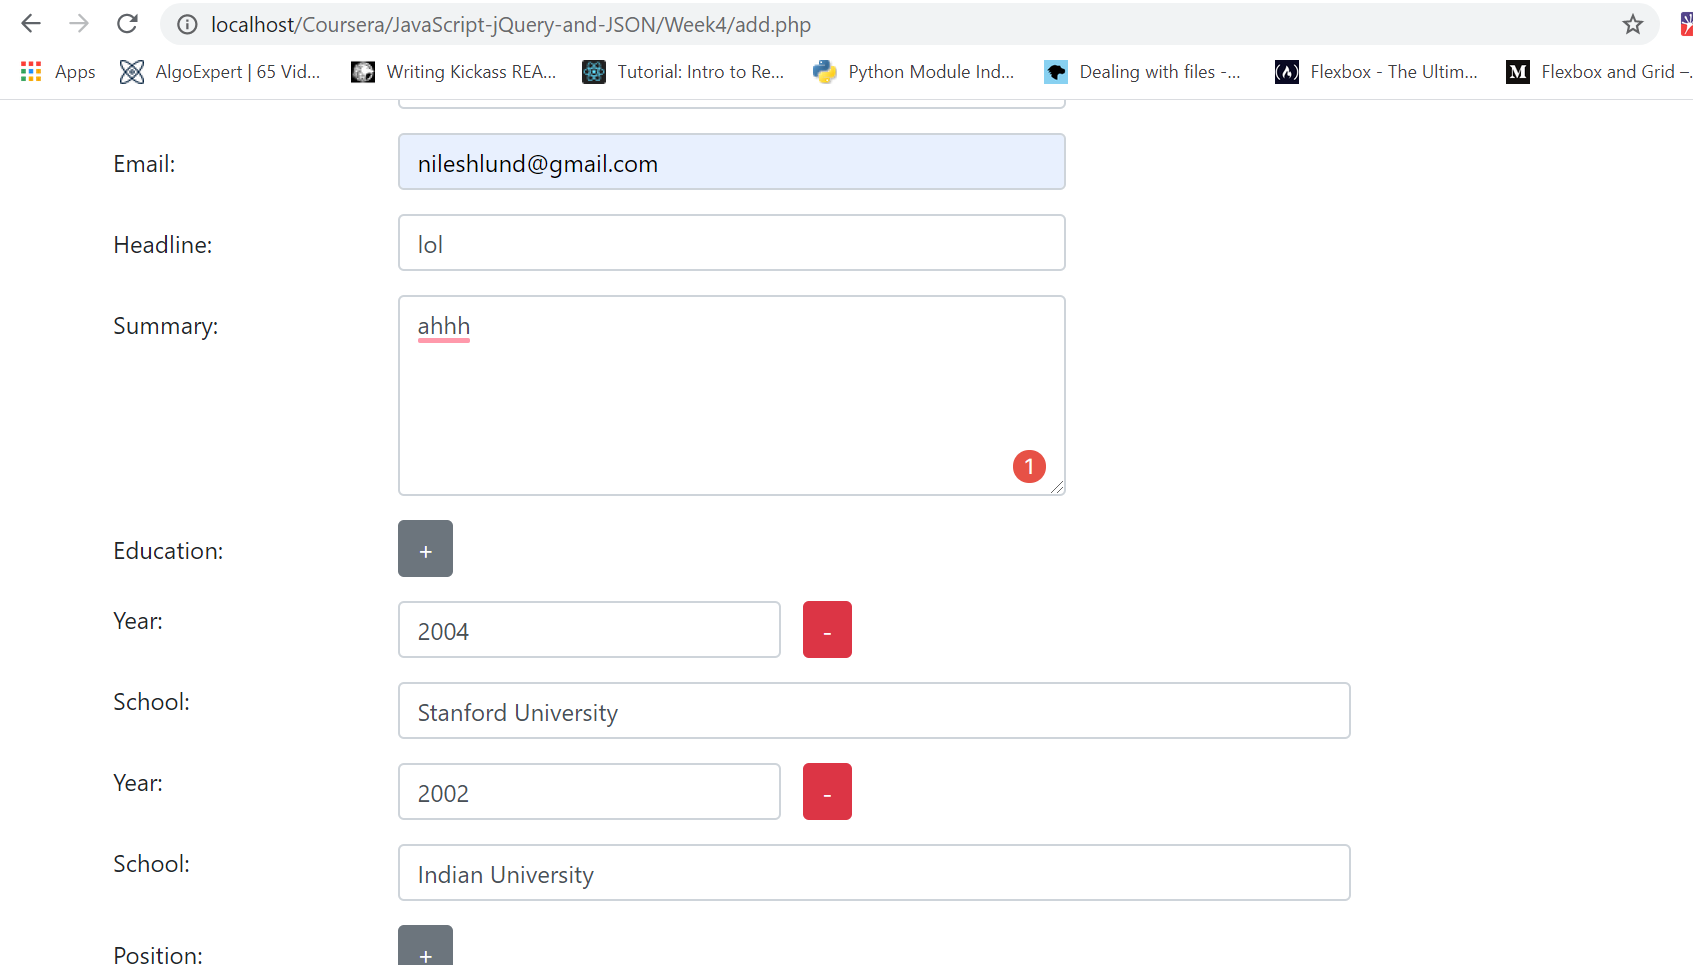 localhost/Coursera/JavaScript-jQuery-and-JSON/Week4/add.php
Apps AlgoExpert | 65 Vid... Writing Kickass REA... Tutorial: Intro to Re... Python Module Ind... Dealing with files -... Flexbox - The Ultim... M Flexbox and Grid –...
Email: nileshlund@gmail.com
Headline: lol
Summary: ahhh
1
Education: +
Year: 2004 -
School: Stanford University
Year: 2002 -
School: Indian University
Position: +